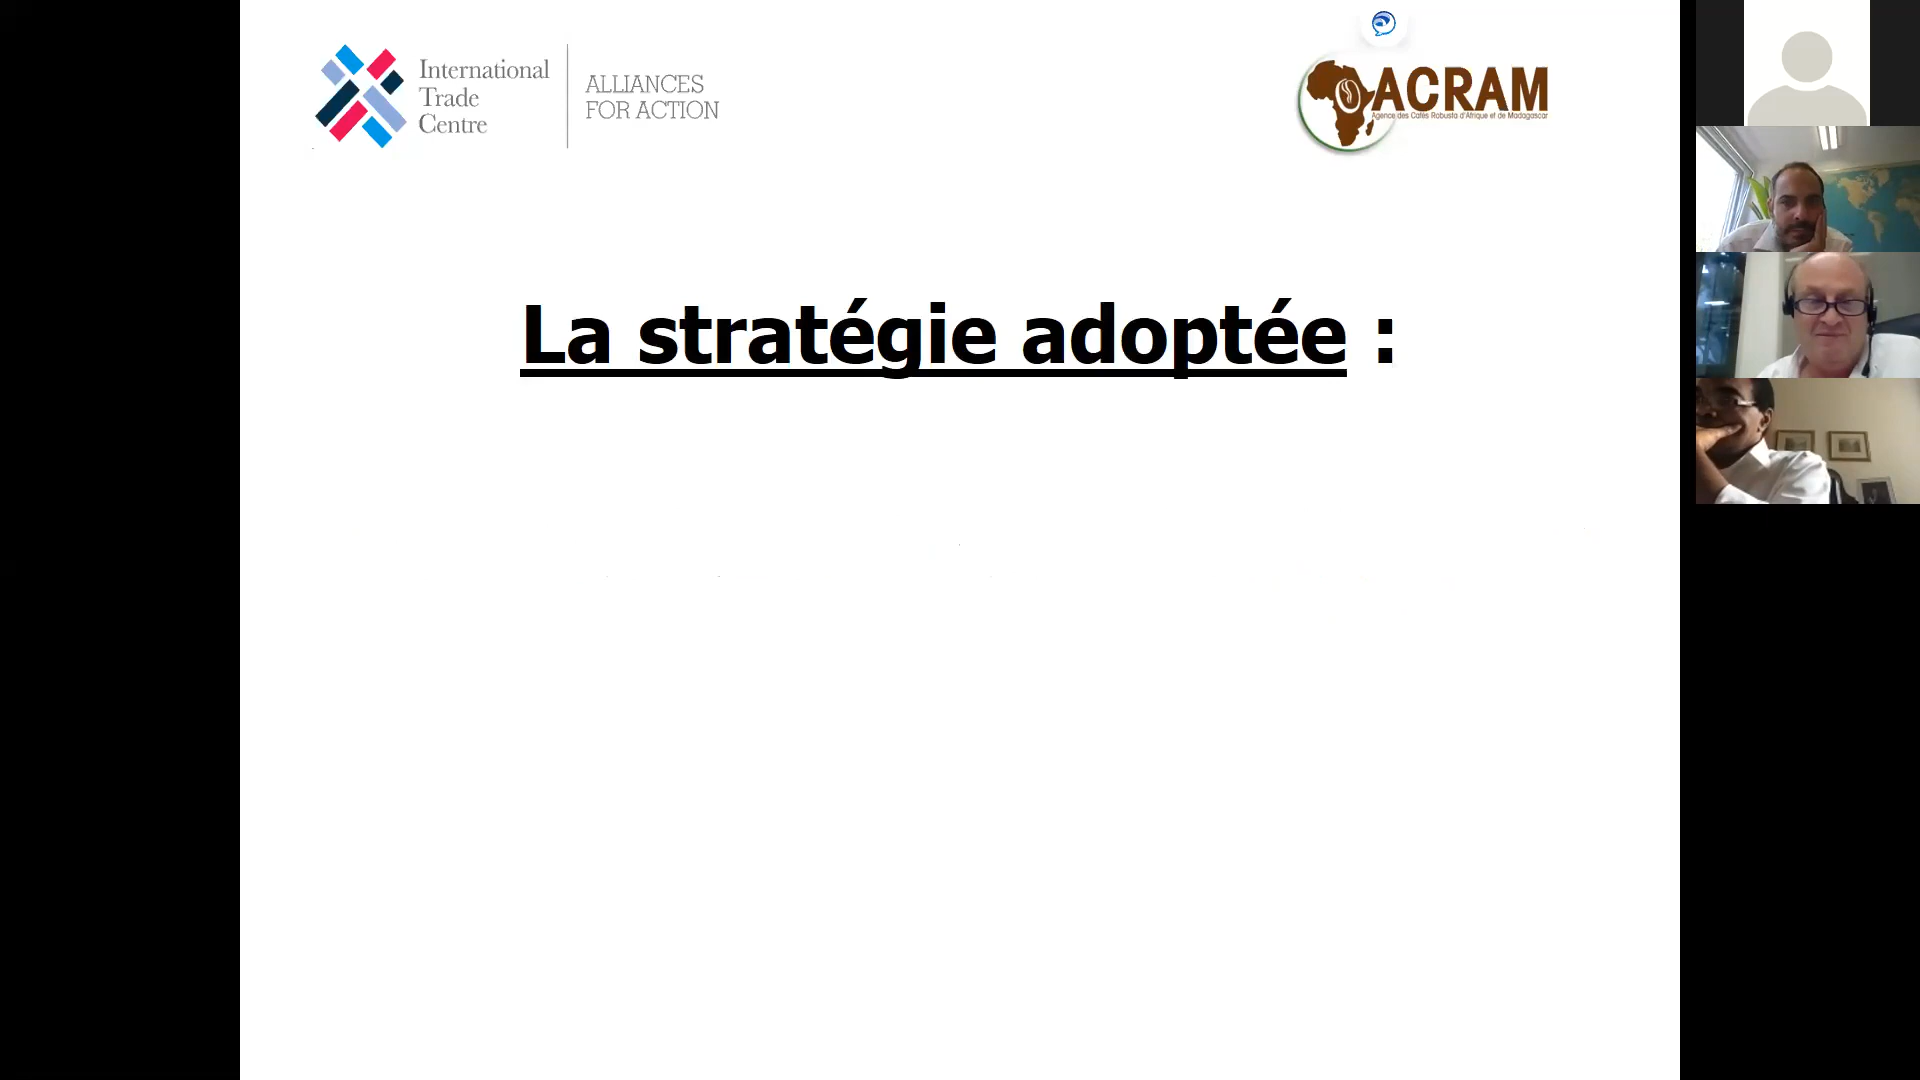 International
Trade
Centre
ALLIANCES
FOR ACTION
ACRAM
Agence des Cafés Robusta d'Afrique et de Madagascar
La stratégie adoptée :